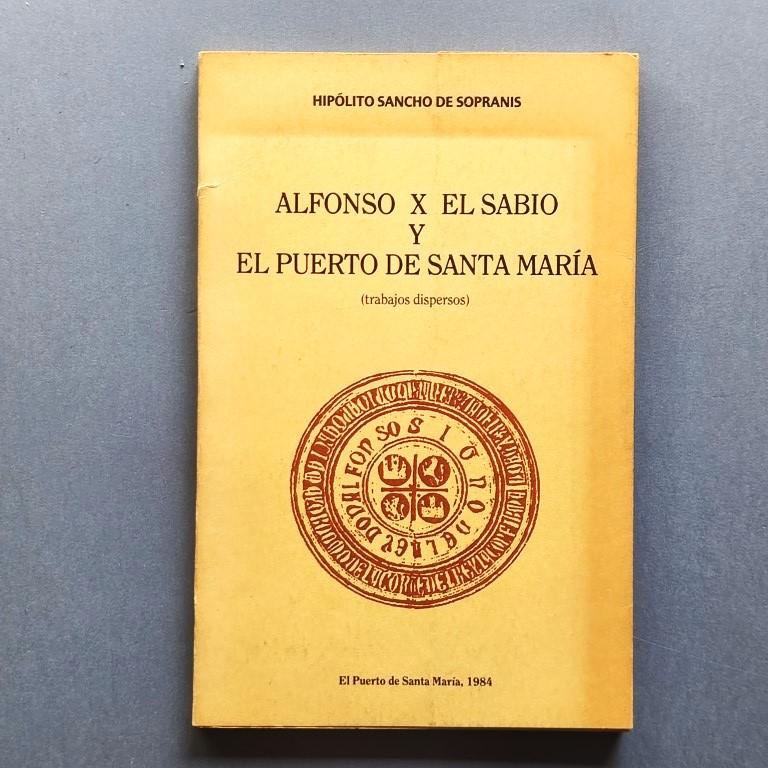 HIPÓLITO SANCHO DE SOPRANIS
ALFONSO X EL SABIO
Y
EL PUERTO DE SANTA MARÍA
(trabajos dispersos)
El Puerto de Santa María, 1984